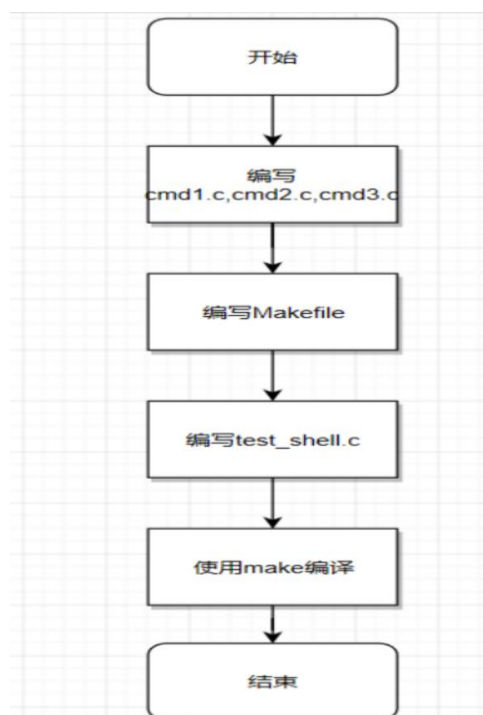 开始
编写
cmd1.c,cmd2.c,cmd3.c
编写Makefile
编写test_shell.c
使用make编译
结束